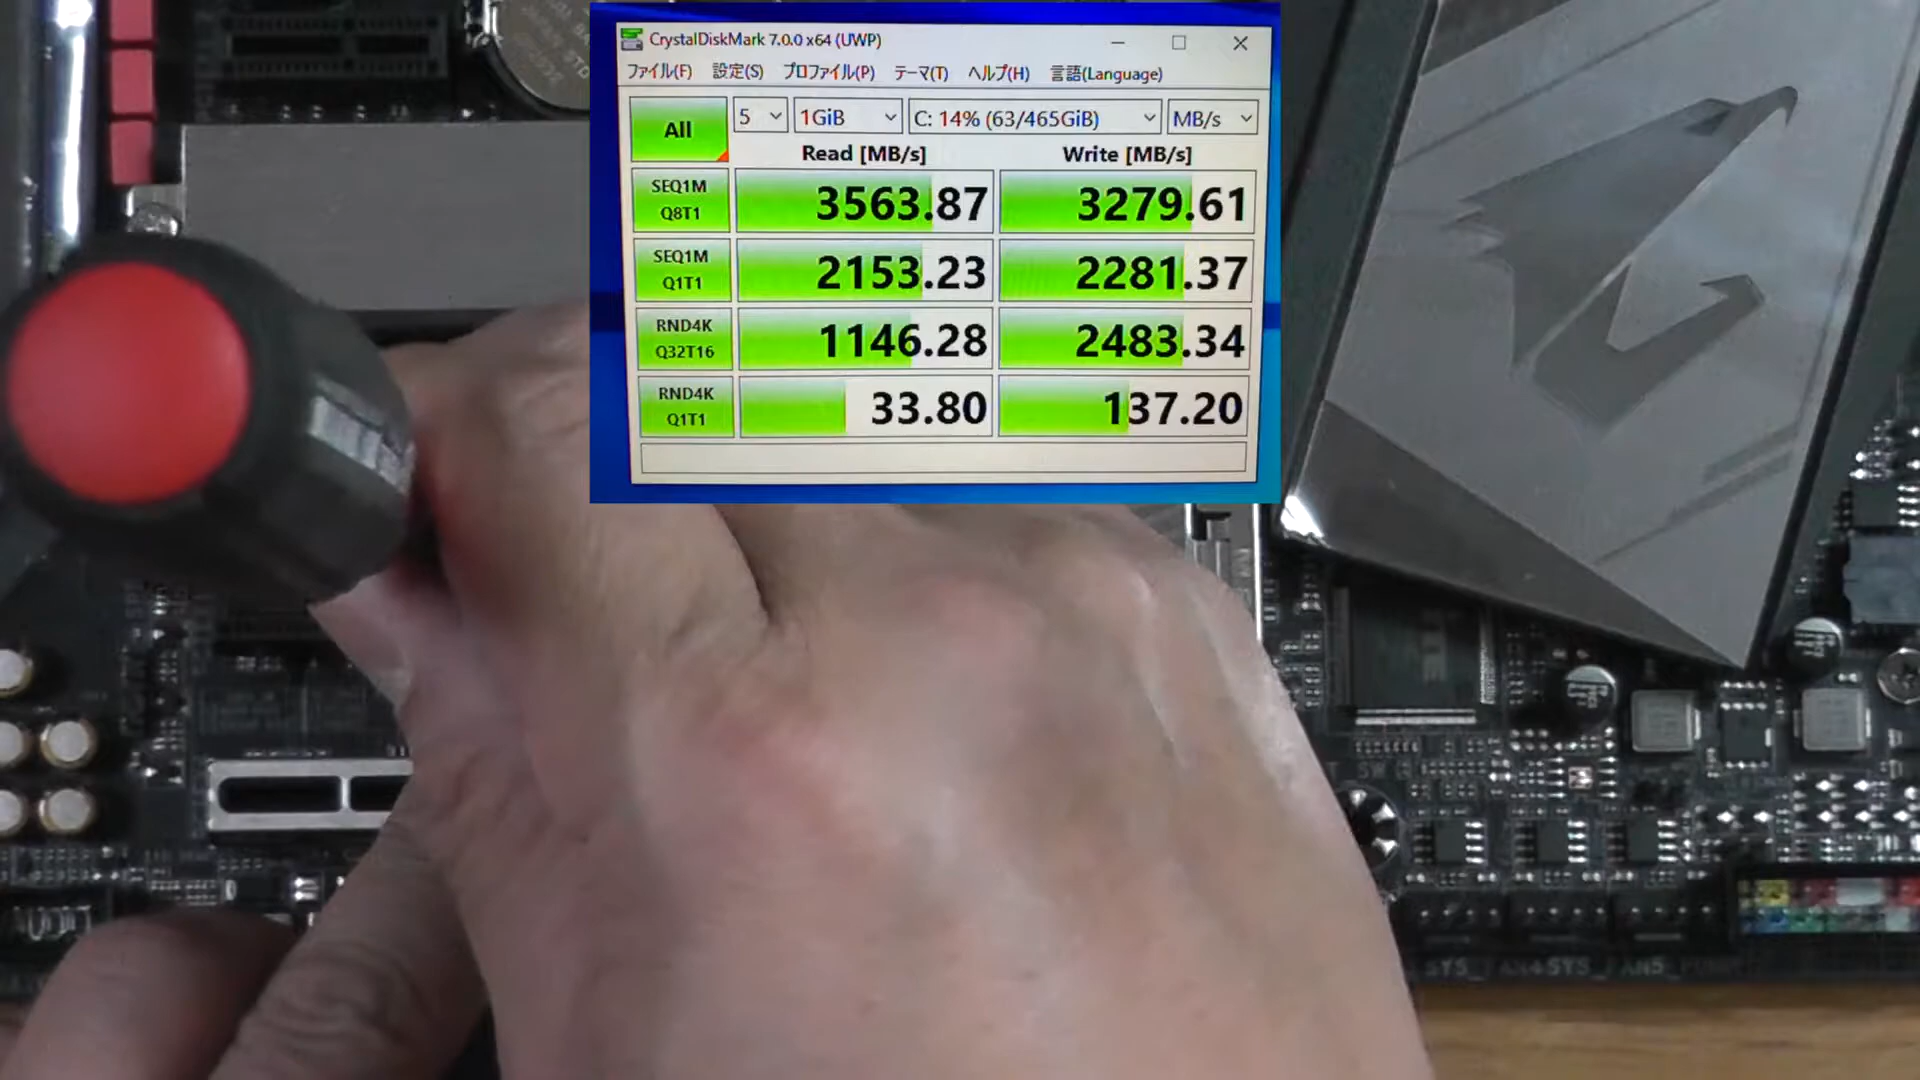 CrystalDiskMark 7.0.0 x64 (UWP)
ファイル(F) 設定(S) プロファイル(P) テーマ(T) ヘルプ(H) 言語(Language)
All 5 1GiB C: 14% (63/465GiB) MB/s
Read [MB/s] Write [MB/s]
SEQ1M
Q8T1
3563.87 3279.61
SEQ1M
Q1T1
2153.23 2281.37
RND4K
Q32T16
1146.28 2483.34
RND4K
Q1T1
33.80 137.20
SYS_FAN4 SYS_FAN5_PUMP